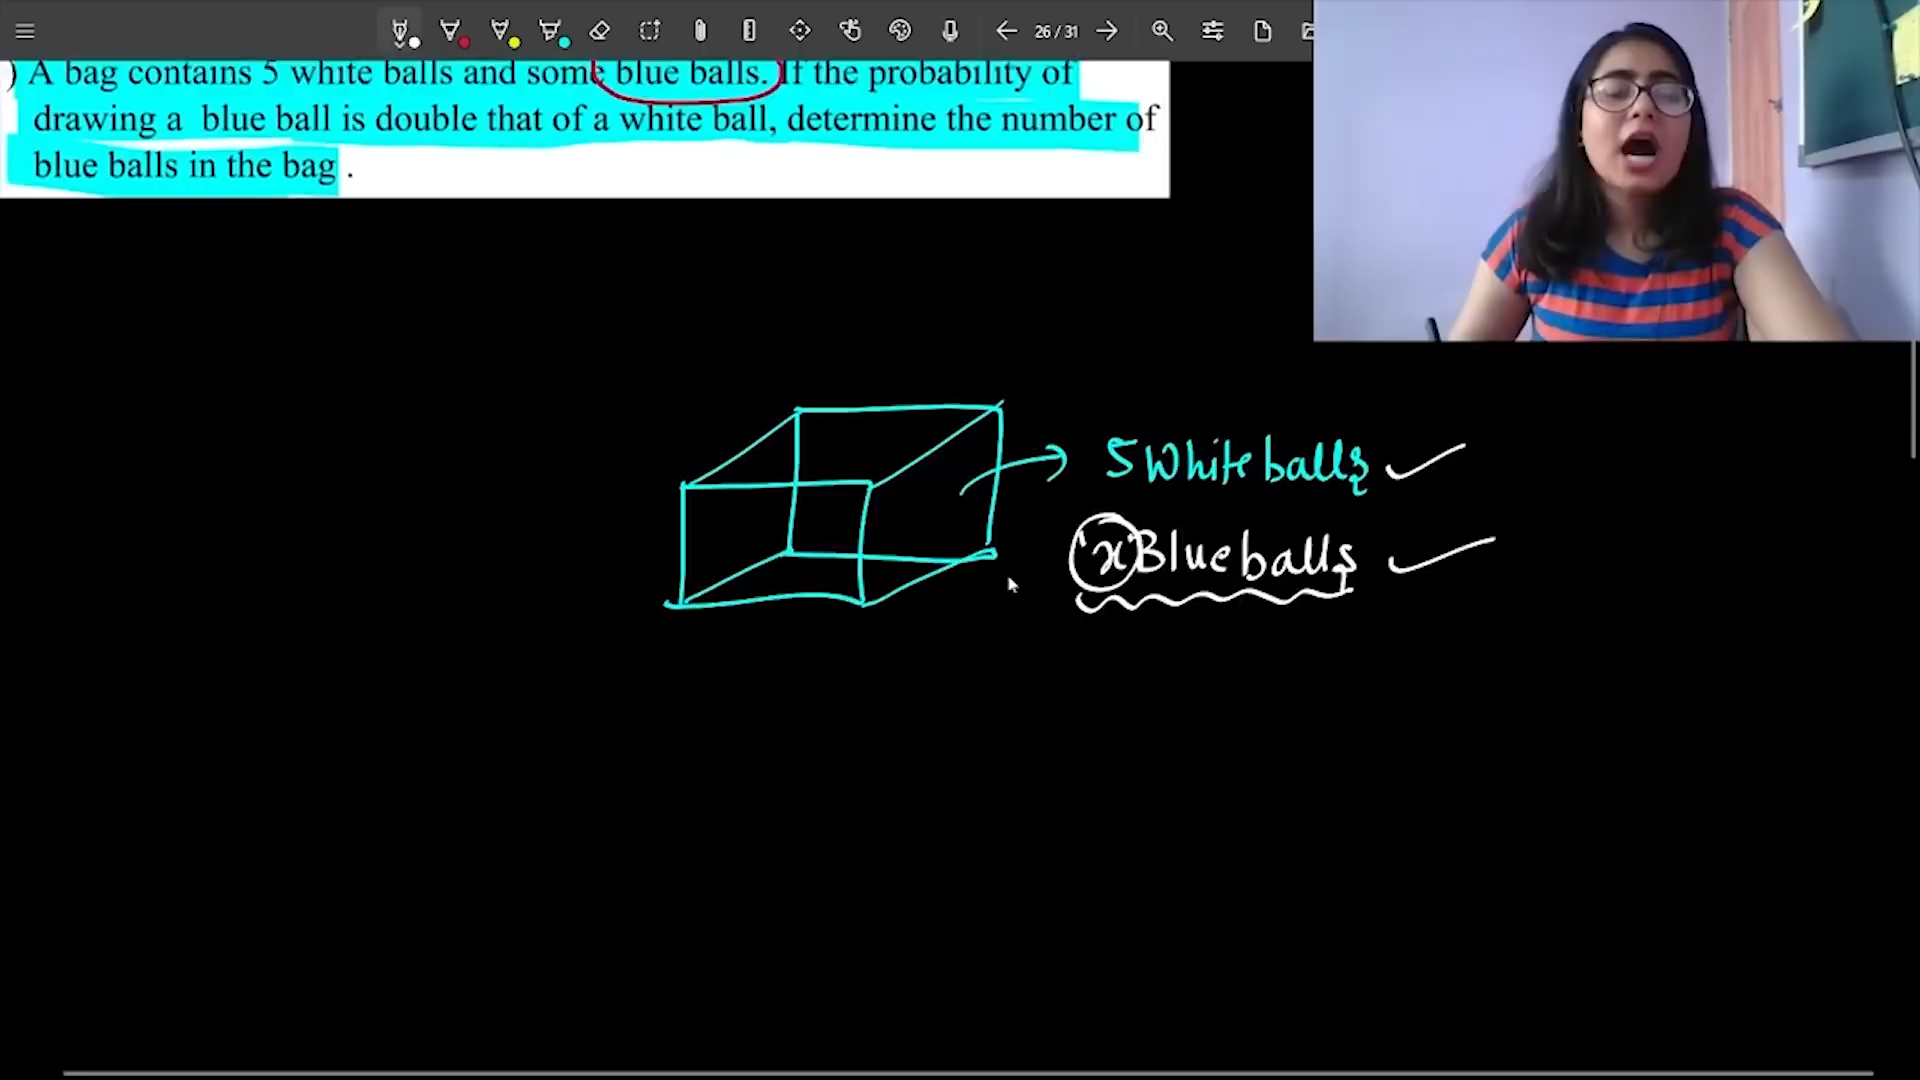 26/31
) A bag contains 5 white balls and some blue balls. If the probability of
drawing a blue ball is double that of a white ball, determine the number of
blue balls in the bag .
5 White balls
x Blue balls